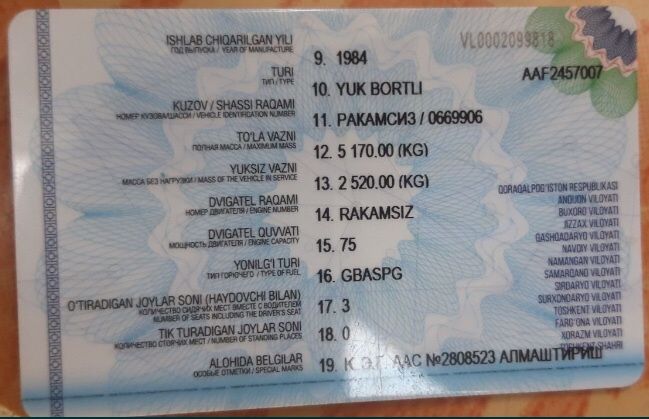 ISHLAB CHIQARILGAN YILI
ГОД ВЫПУСКА / YEAR OF MANUFACTURE
9. 1984
VL0002099818
AAF2457007
TURI
ТИП / TYPE
10. YUK BORTLI
KUZOV / SHASSI RAQAMI
НОМЕР КУЗОВА/ШАССИ / VEHICLE IDENTIFICATION NUMBER
11. РАКАМСИЗ / 0669906
TO'LA VAZNI
ПОЛНАЯ МАССА / MAXIMUM MASS
12. 5 170.00 (KG)
YUKSIZ VAZNI
МАССА БЕЗ НАГРУЗКИ / MASS OF THE VEHICLE IN SERVICE
13. 2 520.00 (KG)
DVIGATEL RAQAMI
НОМЕР ДВИГАТЕЛЯ / ENGINE NUMBER
14. RAKAMSIZ
DVIGATEL QUVVATI
МОЩНОСТЬ ДВИГАТЕЛЯ / ENGINE CAPACITY
15. 75
YONILG'I TURI
ТИП ГОРЮЧЕГО / TYPE OF FUEL
16. GBASPG
O'TIRADIGAN JOYLAR SONI (HAYDOVCHI BILAN)
КОЛИЧЕСТВО СИДЯЧИХ МЕСТ ВМЕСТЕ С ВОДИТЕЛЕМ
NUMBER OF SEATS INCLUDING THE DRIVER'S SEAT
17. 3
TIK TURADIGAN JOYLAR SONI
КОЛИЧЕСТВО СТОЯЧИХ МЕСТ / NUMBER OF STANDING PLACES
18. 0
ALOHIDA BELGILAR
ОСОБЫЕ ОТМЕТКИ / SPECIAL MARKS
19. К. Э.Г. ААС №2808523 АЛМАШТИРИШ
QORAQALPOG'ISTON RESPUBLIKASI
ANDIJON VILOYATI
BUXORO VILOYATI
JIZZAX VILOYATI
QASHQADARYO VILOYATI
NAVOIY VILOYATI
NAMANGAN VILOYATI
SAMARQAND VILOYATI
SIRDARYO VILOYATI
SURXONDARYO VILOYATI
TOSHKENT VILOYATI
FARG'ONA VILOYATI
XORAZM VILOYATI
TOSHKENT SHAHRI